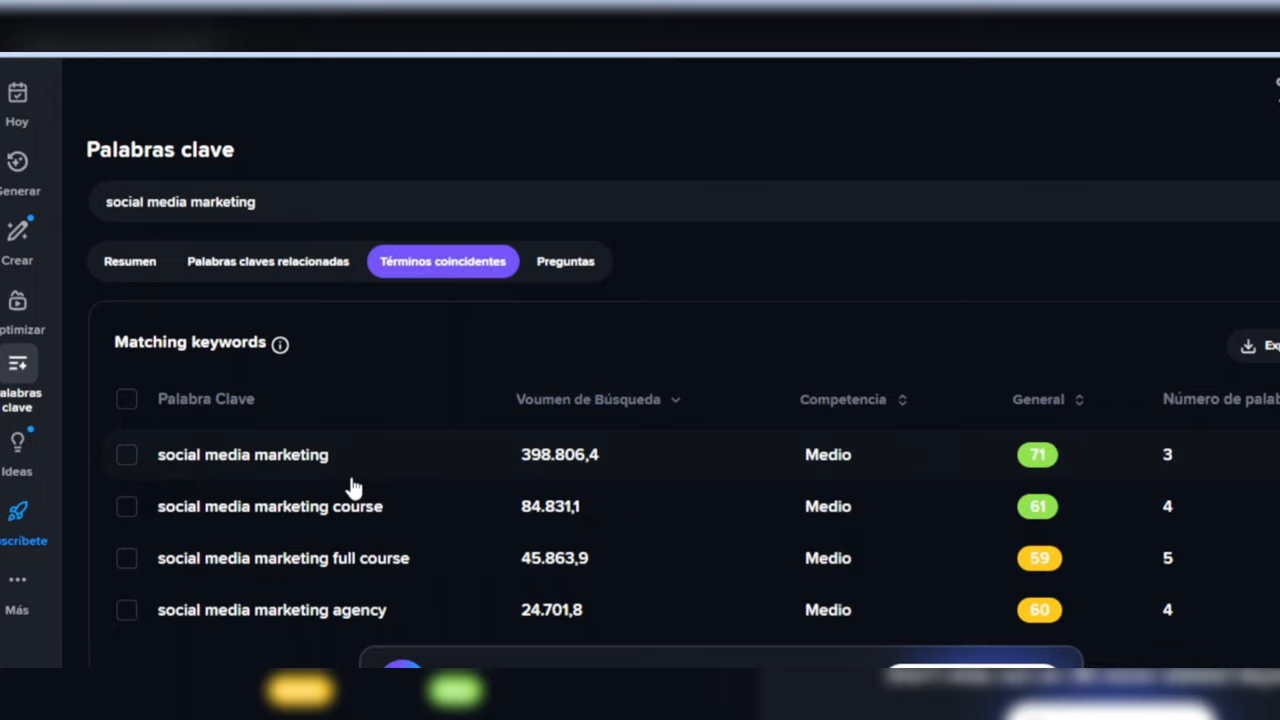 Hoy
Generar
Crear
ptimizar
alabras
clave
Ideas
scríbete
Más
Palabras clave
social media marketing
Resumen Palabras claves relacionadas Términos coincidentes Preguntas
Matching keywords
Palabra Clave Voumen de Búsqueda Competencia General Número de palab
social media marketing 398.806,4 Medio 71 3
social media marketing course 84.831,1 Medio 61 4
social media marketing full course 45.863,9 Medio 59 5
social media marketing agency 24.701,8 Medio 60 4